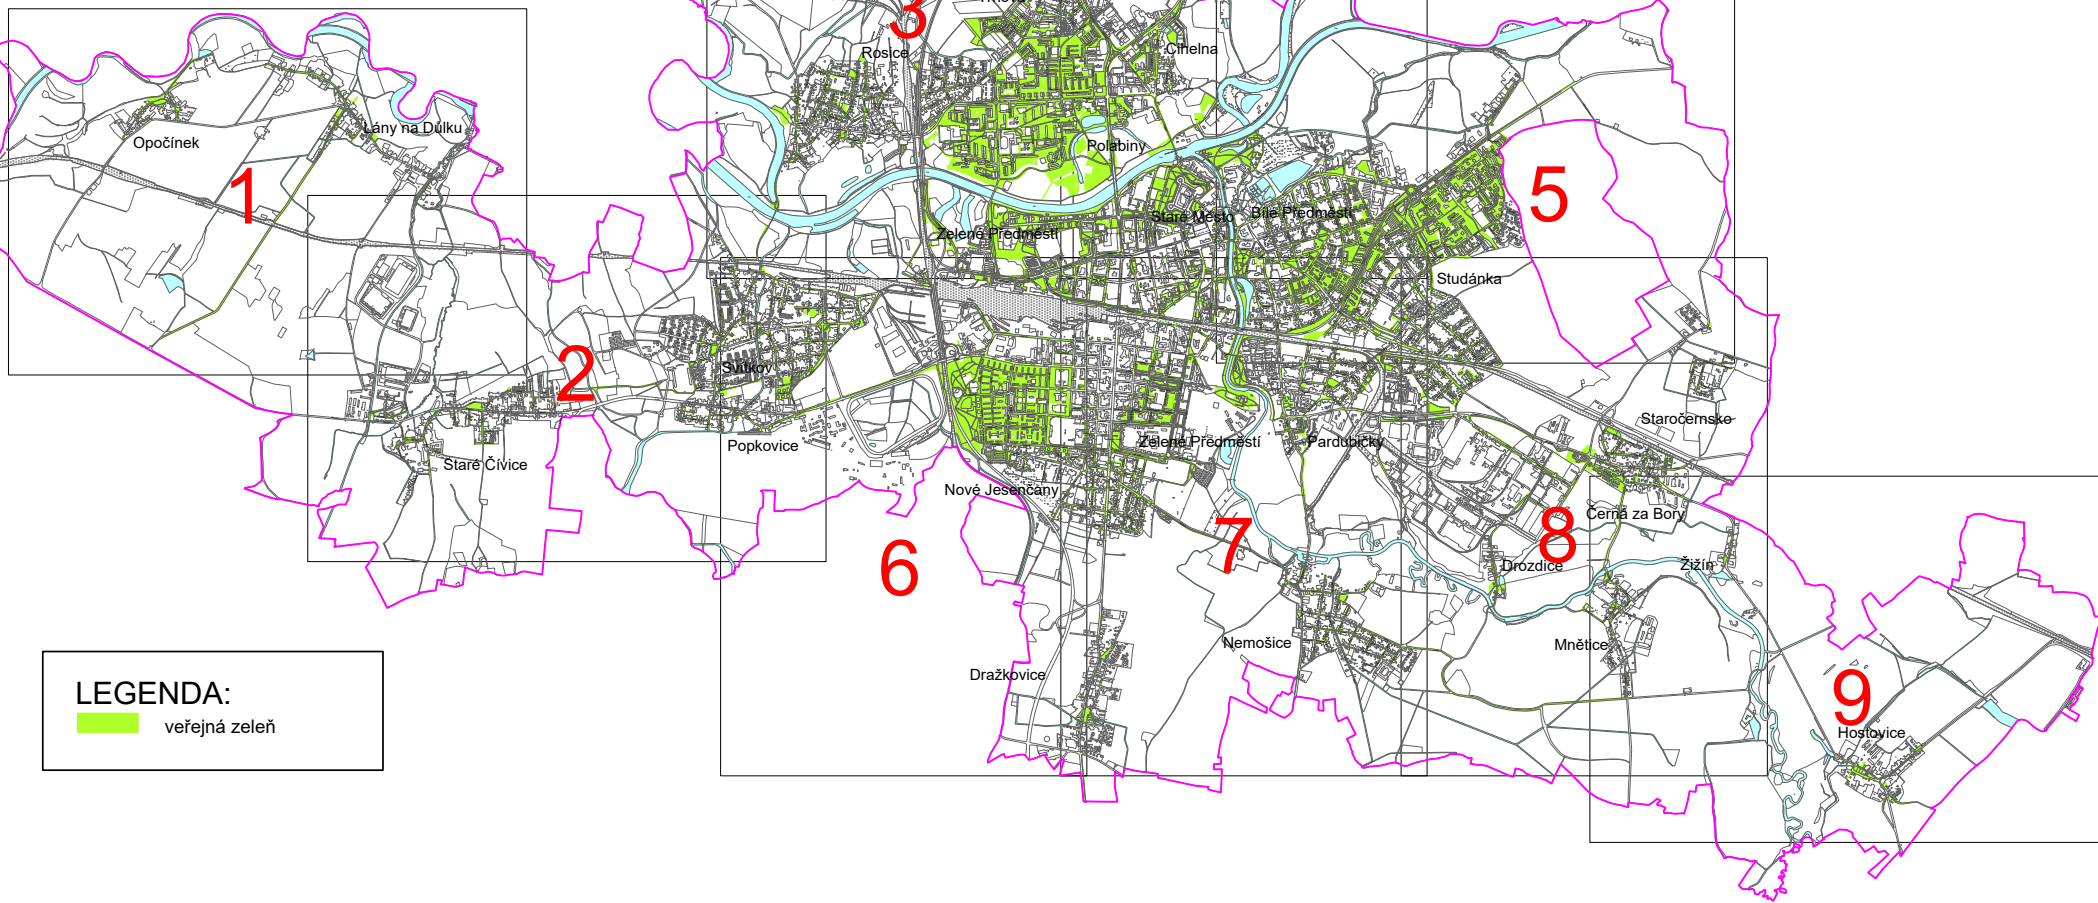 3
Rosice
Cihelna
Opočínek
Lány na Důlku
Polabiny
1
5
Staré Město
Bílé Předměstí
Zelené Předměstí
Studánka
2
Svítkov
Popkovice
Staročernsko
Staré Čívice
Zelené Předměstí
Pardubičky
Nové Jesenčany
Černá za Bory
6
7
8
Drozdice
Žižín
Nemošice
Mnětice
Dražkovice
9
Hostovice
LEGENDA:
veřejná zeleň